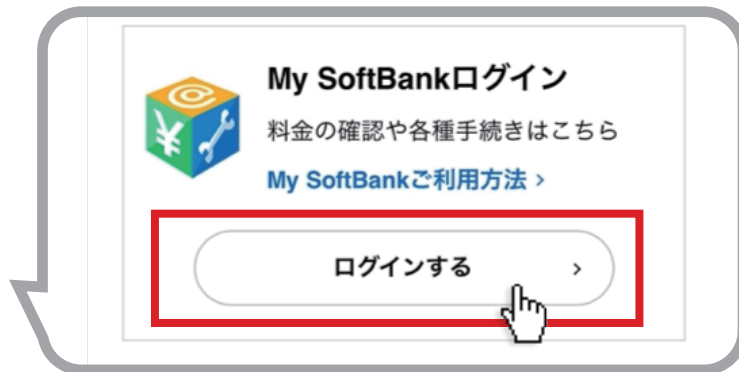 @
¥
My SoftBankログイン
料金の確認や各種手続きはこちら
My SoftBankご利用方法 ›
ログインする ›